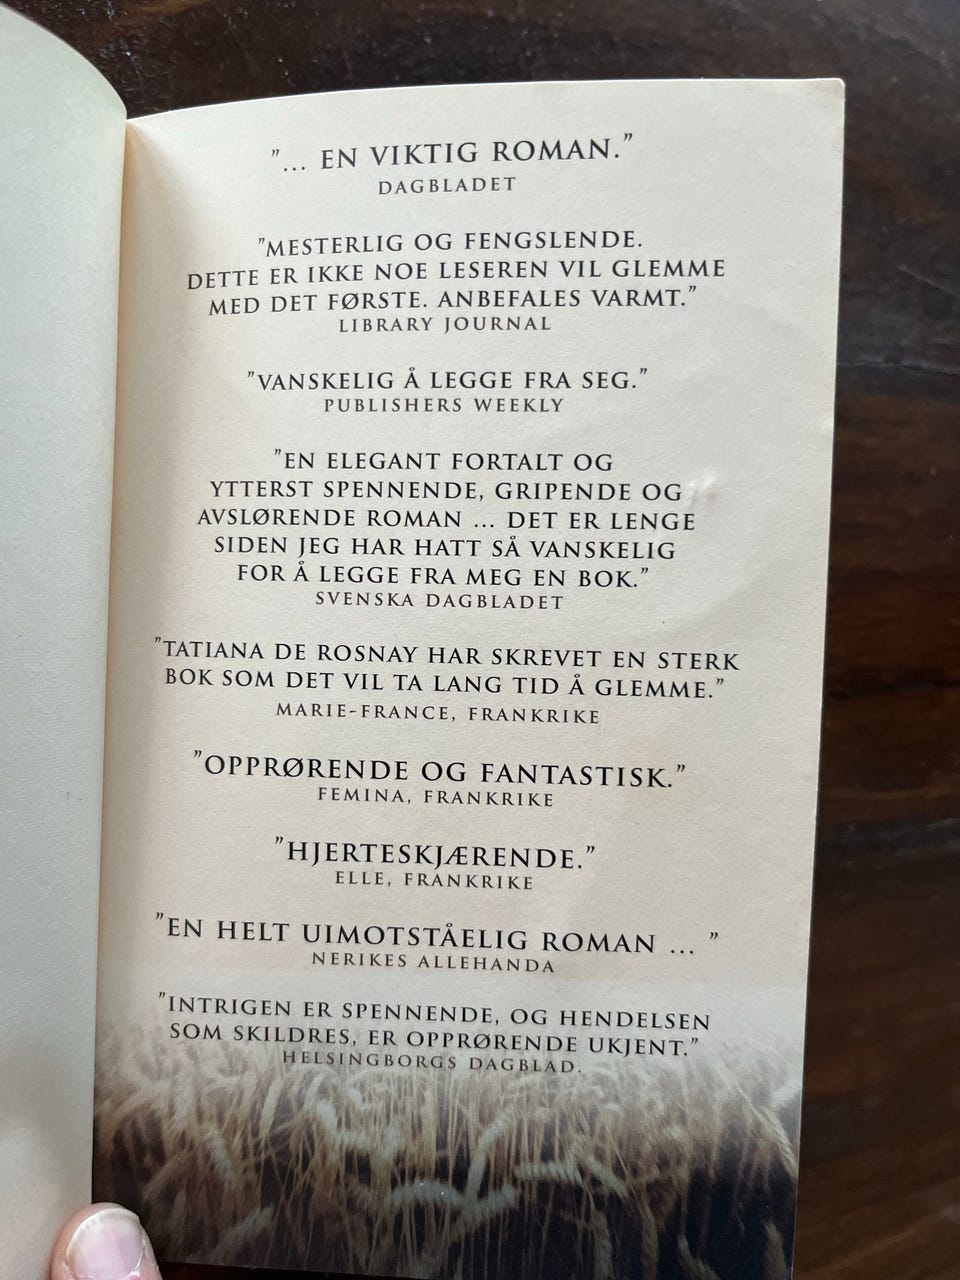 ”... EN VIKTIG ROMAN.”
DAGBLADET
”MESTERLIG OG FENGSLENDE.
DETTE ER IKKE NOE LESEREN VIL GLEMME
MED DET FØRSTE. ANBEFALES VARMT.”
LIBRARY JOURNAL
”VANSKELIG Å LEGGE FRA SEG.”
PUBLISHERS WEEKLY
”EN ELEGANT FORTALT OG
YTTERST SPENNENDE, GRIPENDE OG
AVSLØRENDE ROMAN ... DET ER LENGE
SIDEN JEG HAR HATT SÅ VANSKELIG
FOR Å LEGGE FRA MEG EN BOK.”
SVENSKA DAGBLADET
”TATIANA DE ROSNAY HAR SKREVET EN STERK
BOK SOM DET VIL TA LANG TID Å GLEMME.”
MARIE-FRANCE, FRANKRIKE
”OPPRØRENDE OG FANTASTISK.”
FEMINA, FRANKRIKE
”HJERTESKJÆRENDE.”
ELLE, FRANKRIKE
”EN HELT UIMOTSTÅELIG ROMAN ... ”
NERIKES ALLEHANDA
”INTRIGEN ER SPENNENDE, OG HENDELSEN
SOM SKILDRES, ER OPPRØRENDE UKJENT.”
HELSINGBORGS DAGBLAD.